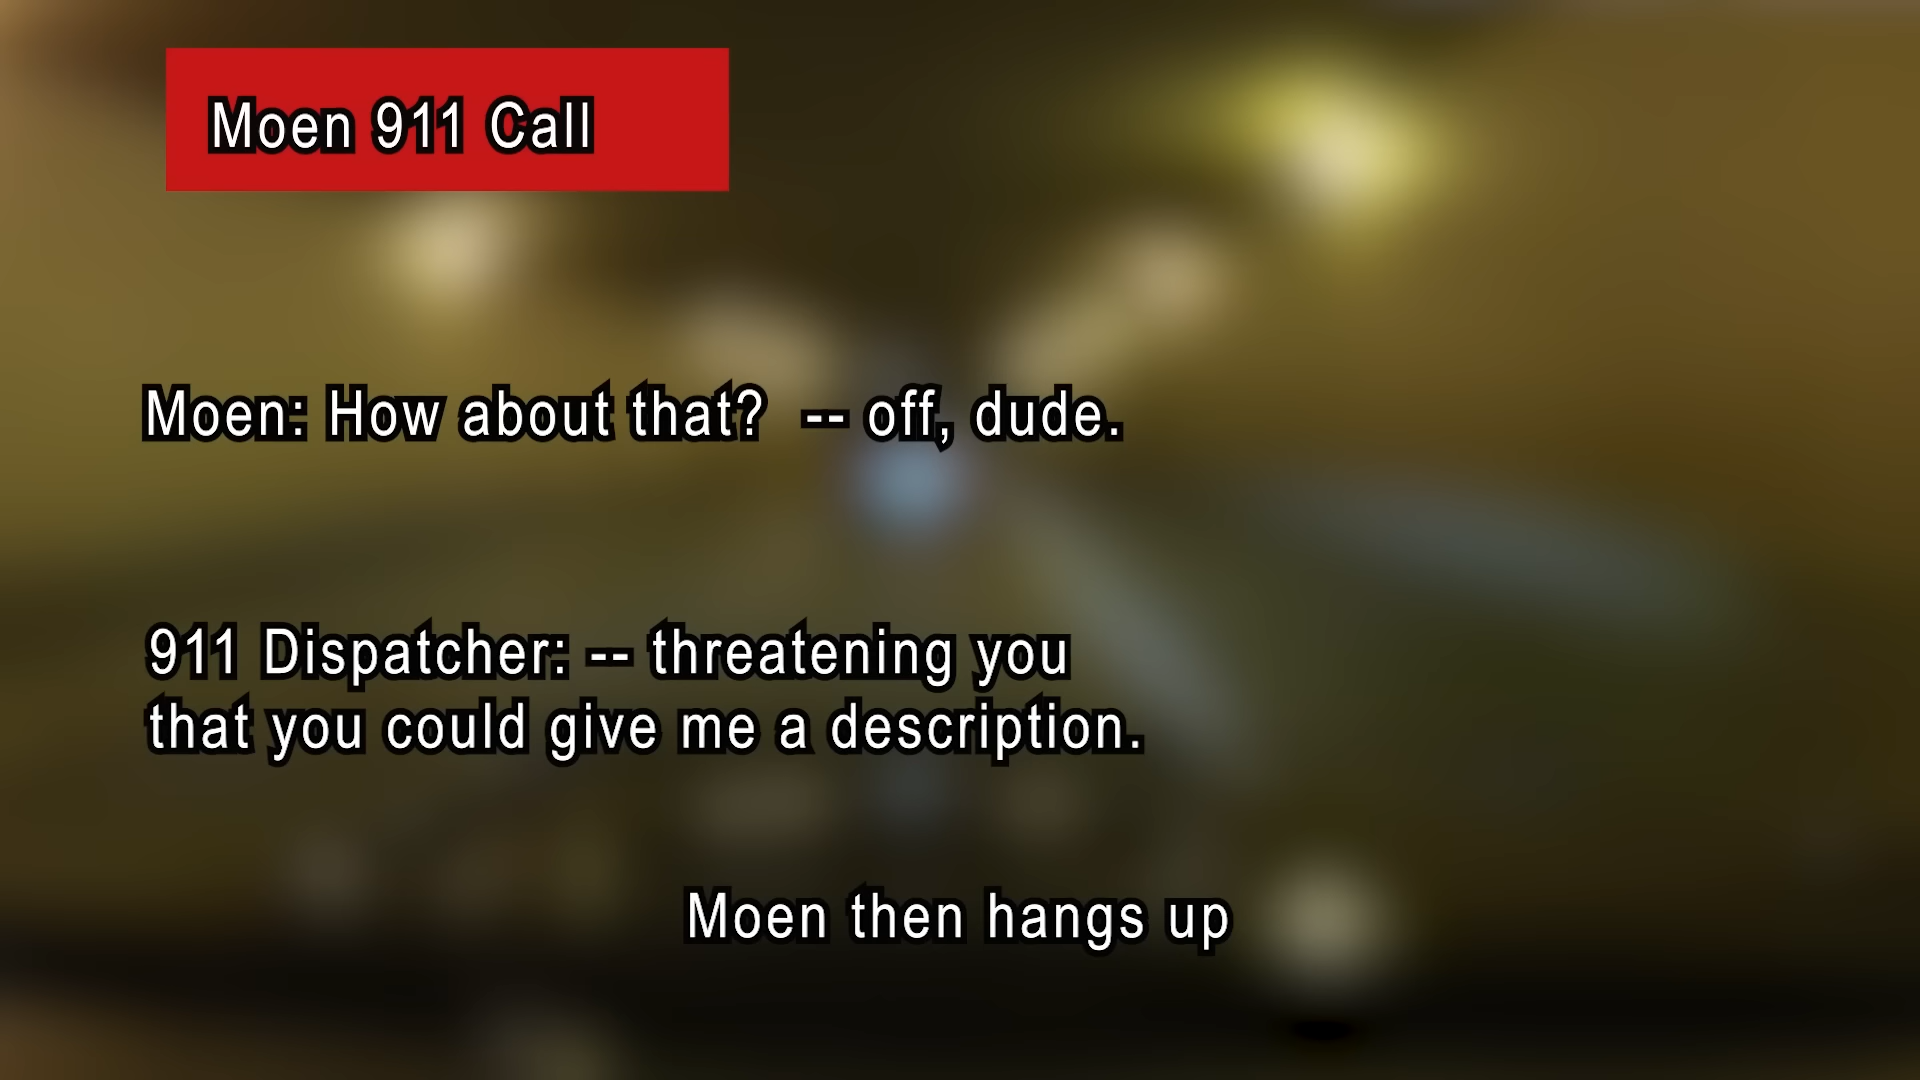 Moen 911 Call
Moen: How about that?  -- off, dude.
911 Dispatcher: -- threatening you
that you could give me a description.
Moen then hangs up